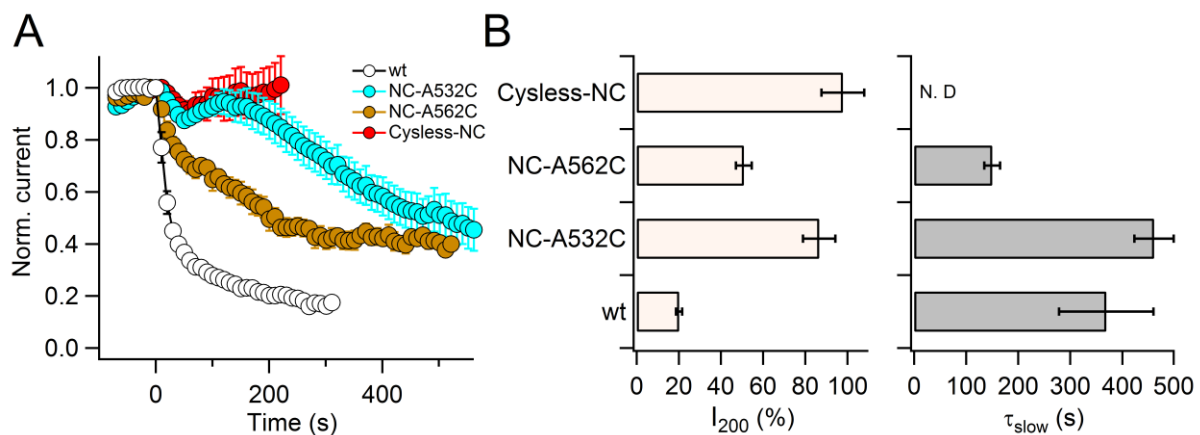 A
1.0
0.8
0.6
0.4
0.2
0.0
Norm. current
0
200
400
Time (s)
wt
NC-A532C
NC-A562C
Cysless-NC
B
Cysless-NC
NC-A562C
NC-A532C
wt
0 20 40 60 80 100
I200 (%)
N. D
0 100 200 300 400 500
τslow (s)